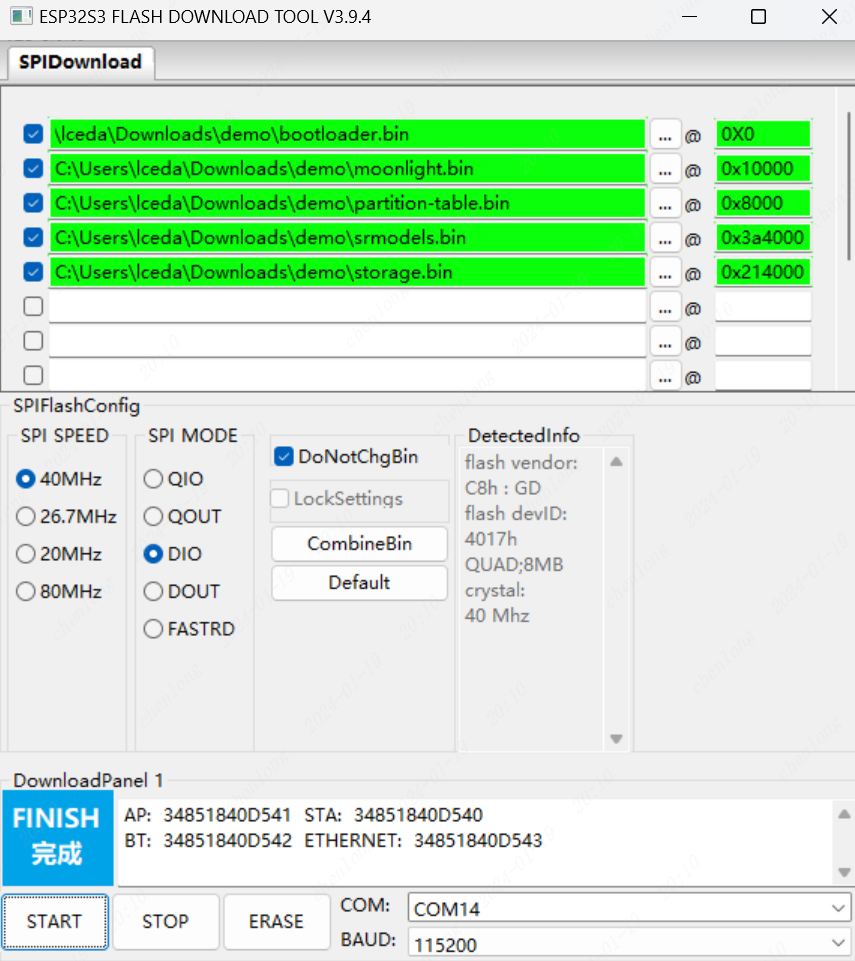 ESP32S3 FLASH DOWNLOAD TOOL V3.9.4
SPIDownload
\lceda\Downloads\demo\bootloader.bin ... @ 0X0
C:\Users\lceda\Downloads\demo\moonlight.bin ... @ 0x10000
C:\Users\lceda\Downloads\demo\partition-table.bin ... @ 0x8000
C:\Users\lceda\Downloads\demo\srmodels.bin ... @ 0x3a4000
C:\Users\lceda\Downloads\demo\storage.bin ... @ 0x214000
... @
... @
... @
SPIFlashConfig
SPI SPEED
40MHz
26.7MHz
20MHz
80MHz
SPI MODE
QIO
QOUT
DIO
DOUT
FASTRD
DoNotChgBin
LockSettings
CombineBin
Default
DetectedInfo
flash vendor:
C8h : GD
flash devID:
4017h
QUAD;8MB
crystal:
40 Mhz
DownloadPanel 1
FINISH
完成
AP: 34851840D541 STA: 34851840D540
BT: 34851840D542 ETHERNET: 34851840D543
START
STOP
ERASE
COM: COM14
BAUD: 115200